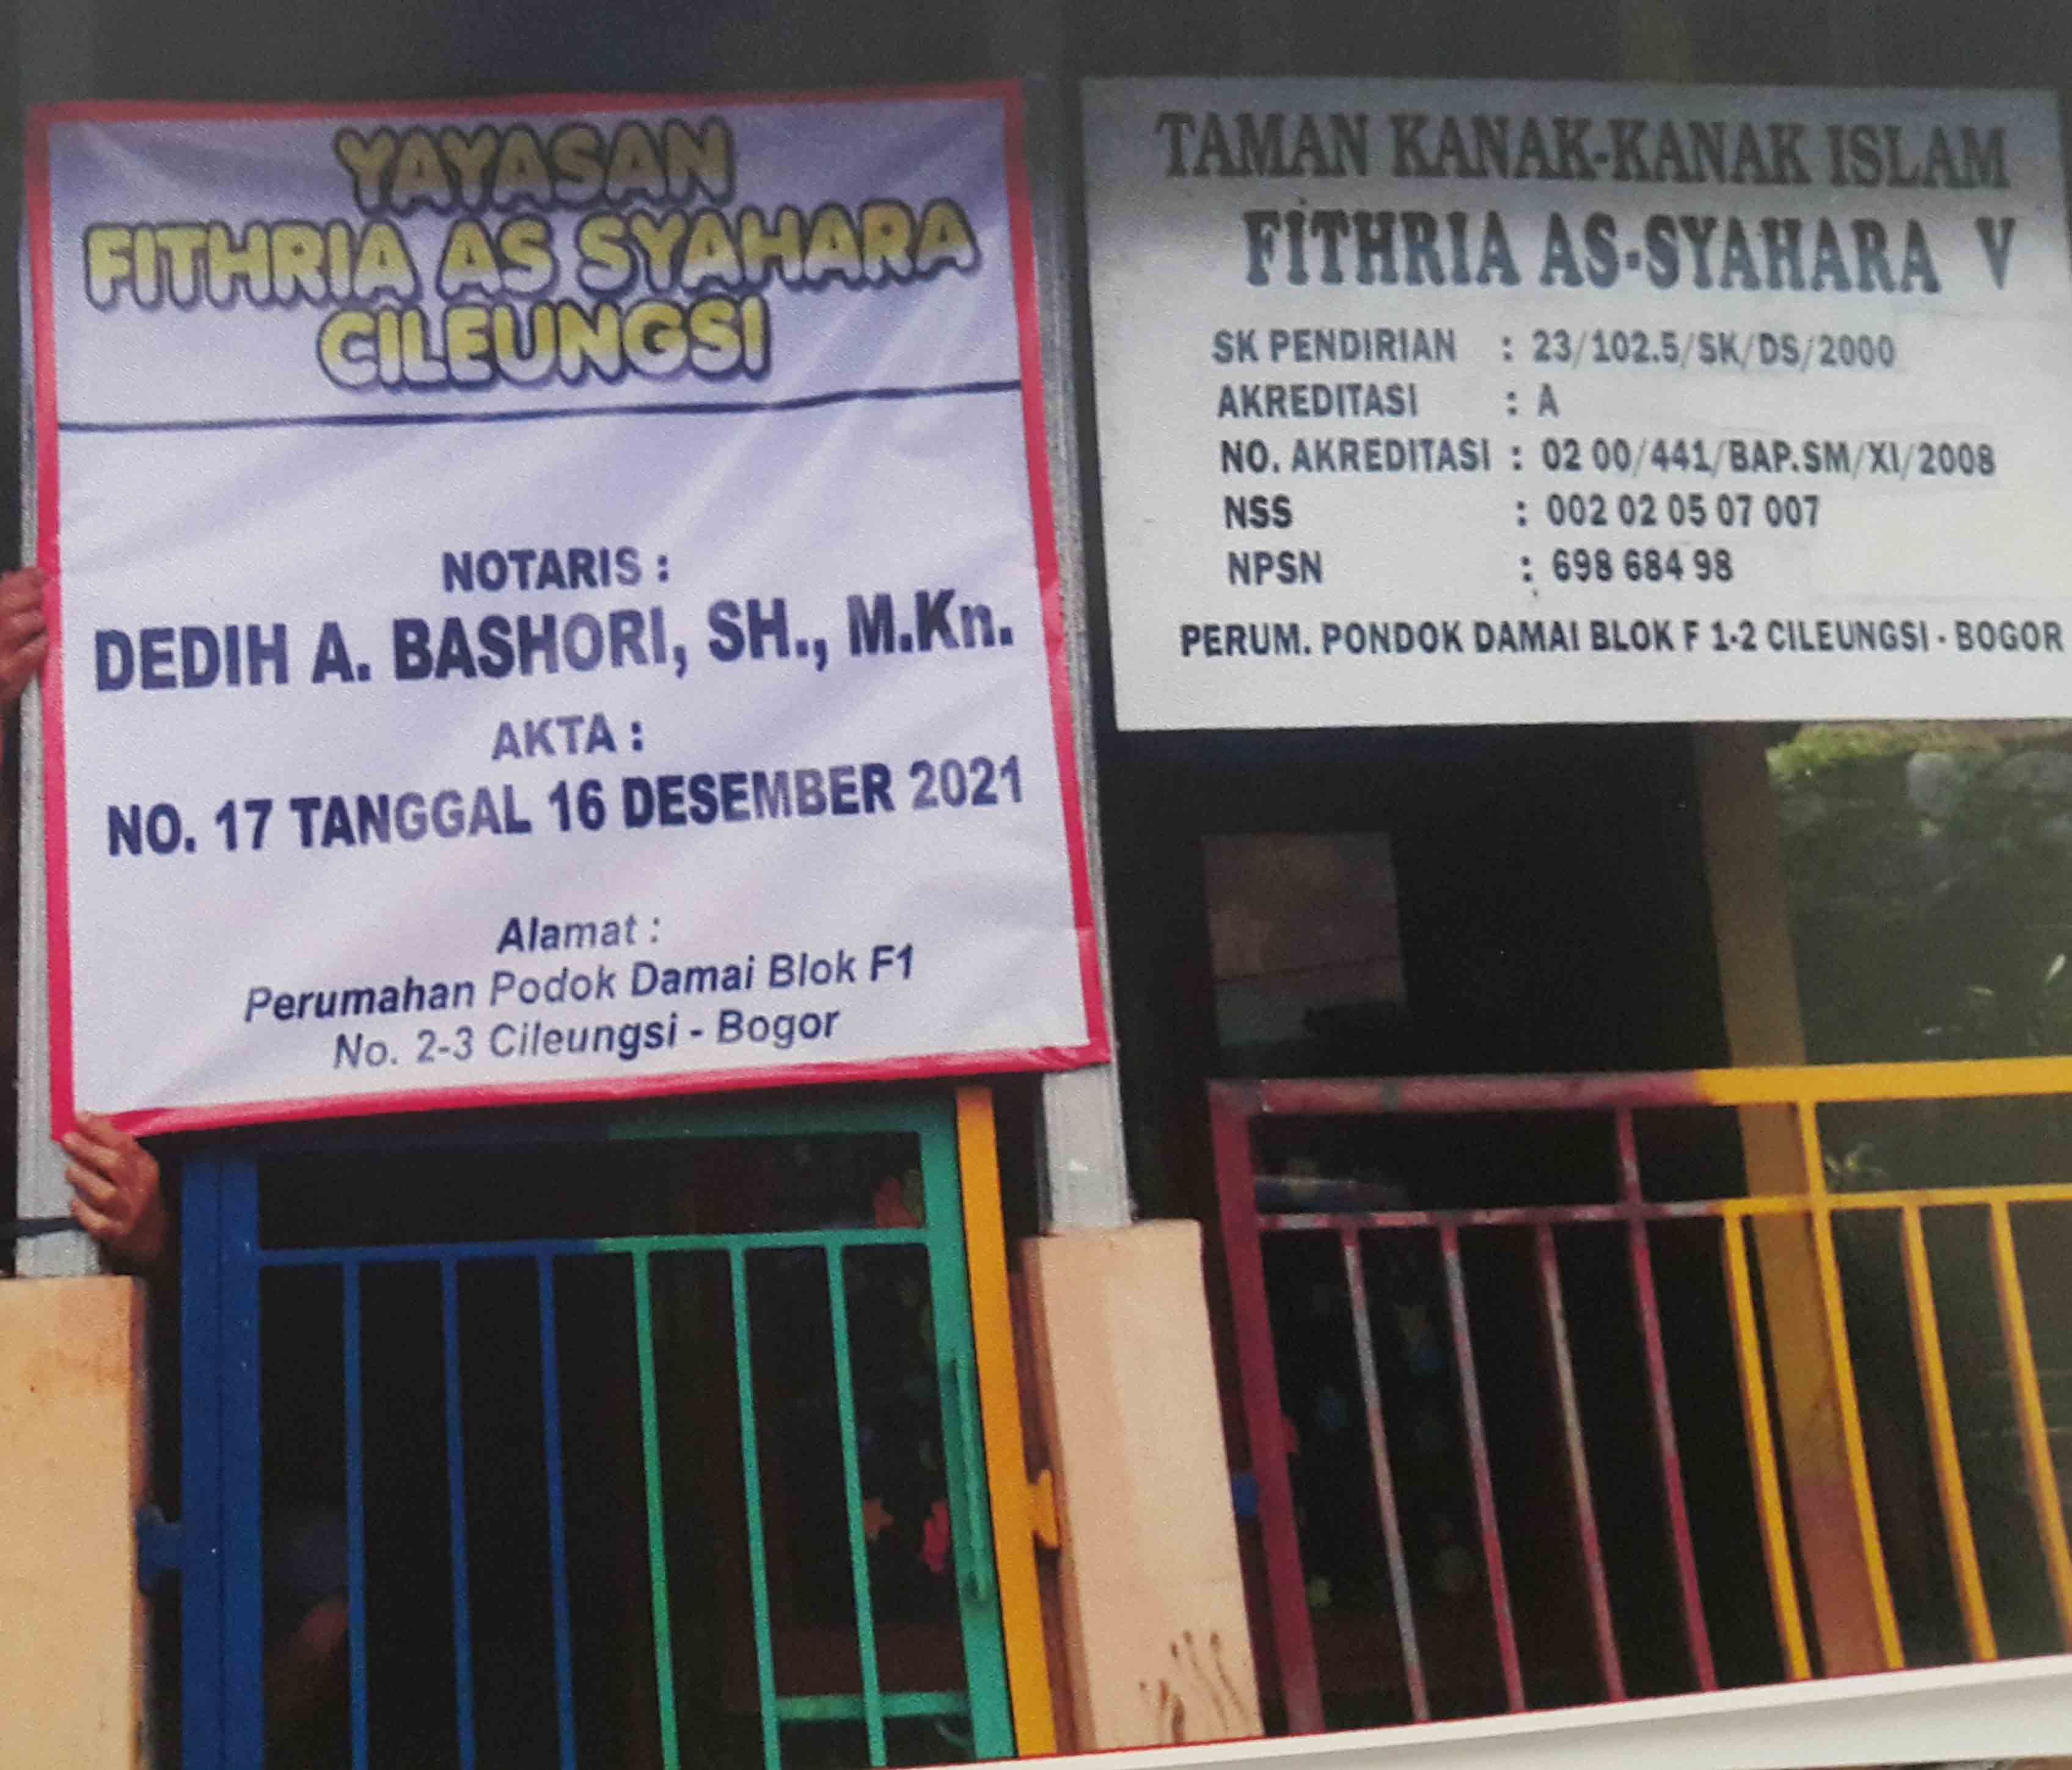 YAYASAN
FITHRIA AS SYAHARA
CILEUNGSI
NOTARIS :
DEDIH A. BASHORI, SH., M.Kn.
AKTA :
NO. 17 TANGGAL 16 DESEMBER 2021
Alamat :
Perumahan Podok Damai Blok F1
No. 2-3 Cileungsi - Bogor
TAMAN KANAK-KANAK ISLAM
FITHRIA AS-SYAHARA V
SK PENDIRIAN : 23/102.5/SK/DS/2000
AKREDITASI : A
NO. AKREDITASI : 02 00/441/BAP.SM/XI/2008
NSS : 002 02 05 07 007
NPSN : 698 684 98
PERUM. PONDOK DAMAI BLOK F 1-2 CILEUNGSI - BOGOR